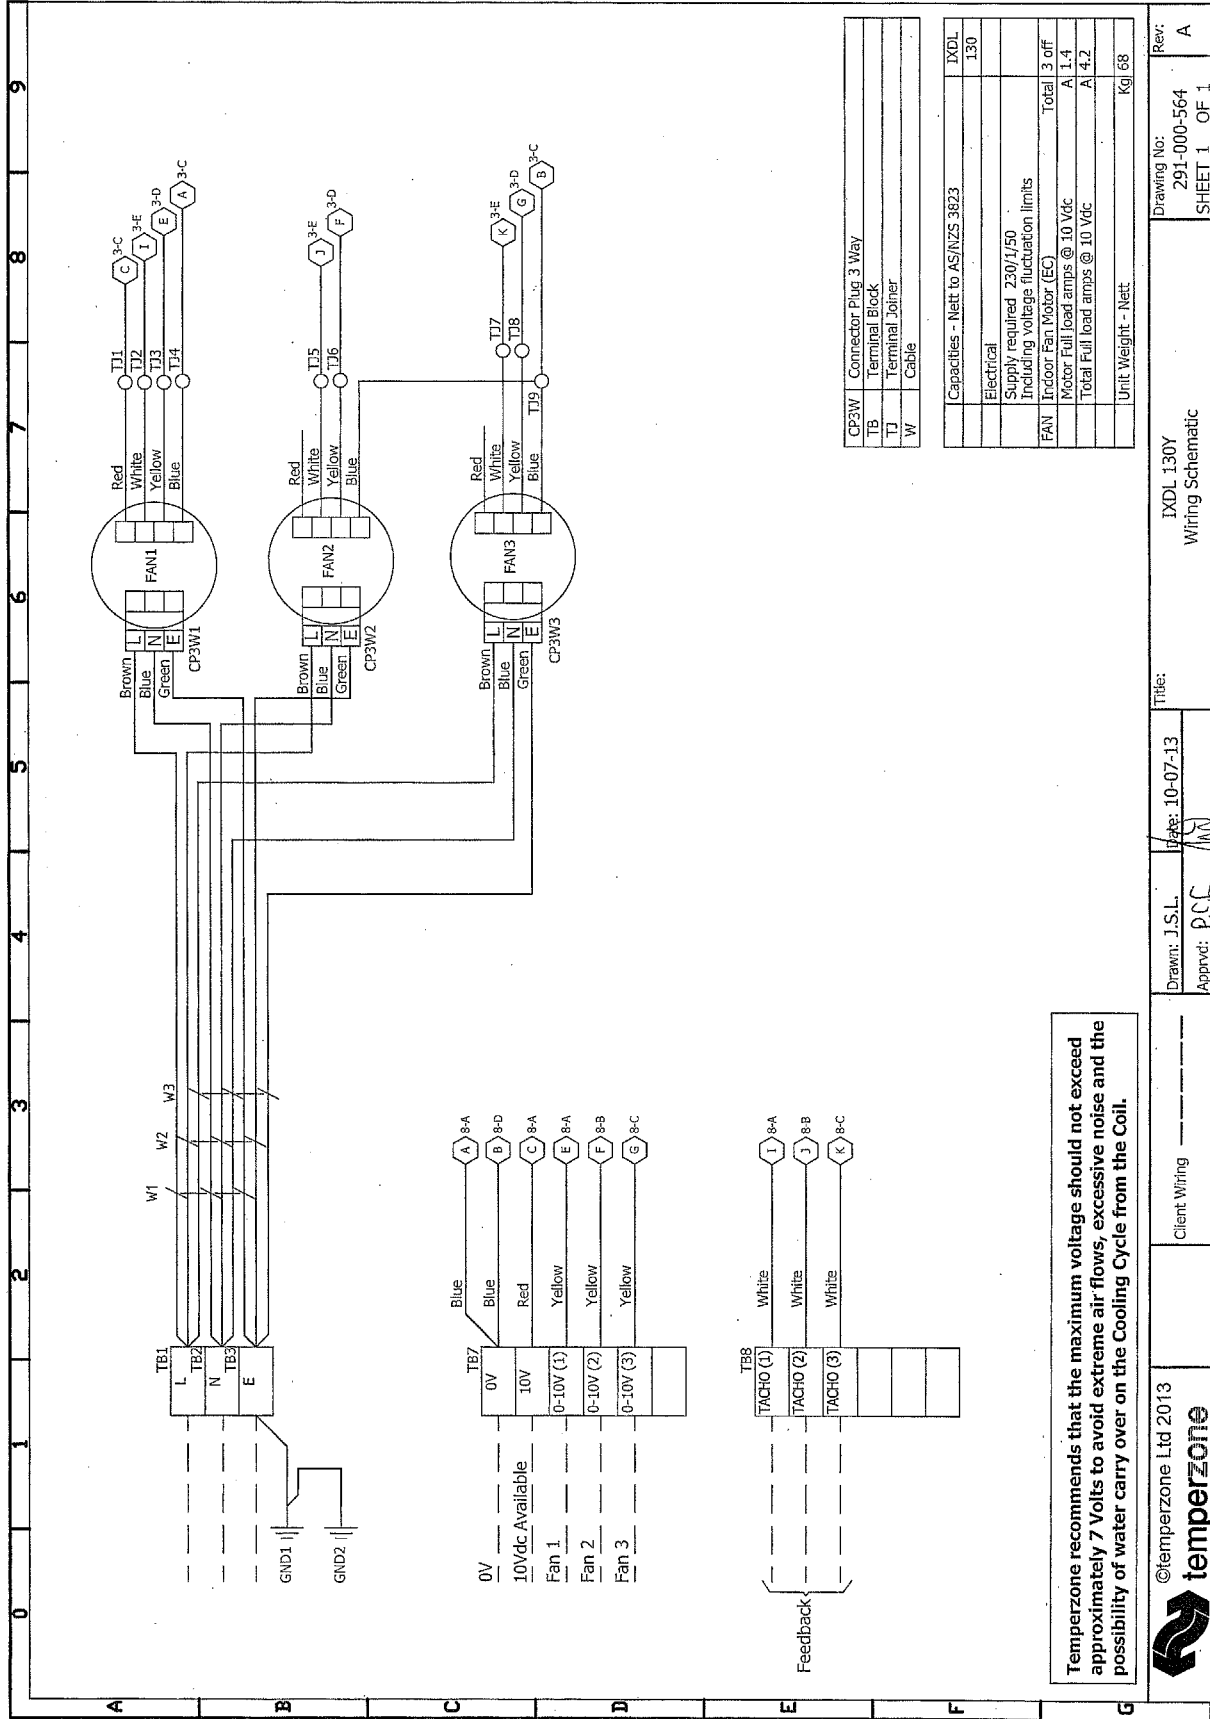 0 1 2 3 4 5 6 7 8 9
A
B
C
D
E
F
G
TB1
TB2
TB3
L
N
E
GND1
GND2
W1
W2
W3
Brown
Blue
Green
L
N
E
CP3W1
FAN1
Red
White
Yellow
Blue
TJ1
TJ2
TJ3
TJ4
C 3-C
I 3-E
E 3-D
A 3-C
Brown
Blue
Green
L
N
E
CP3W2
FAN2
Red
White
Yellow
Blue
TJ5
TJ6
J 3-E
F 3-D
Brown
Blue
Green
L
N
E
CP3W3
FAN3
Red
White
Yellow
Blue
TJ7
TJ8
TJ9
K 3-E
G 3-D
B 3-C
TB7
0V
0V Blue A 8-A
Blue B 8-D
10Vdc Available 10V Red C 8-A
Fan 1 0-10V (1) Yellow E 8-A
Fan 2 0-10V (2) Yellow F 8-B
Fan 3 0-10V (3) Yellow G 8-C
TB8
Feedback
TACHO (1) White I 8-A
TACHO (2) White J 8-B
TACHO (3) White K 8-C
CP3W Connector Plug 3 Way
TB Terminal Block
TJ Terminal Joiner
W Cable
Capacities - Nett to AS/NZS 3823 IXDL
130
Electrical
Supply required 230/1/50
Including voltage fluctuation limits
FAN Indoor Fan Motor (EC) Total 3 off
Motor Full load amps @ 10 Vdc A 1.4
Total Full load amps @ 10 Vdc A 4.2
Unit Weight - Nett Kg 68
Temperzone recommends that the maximum voltage should not exceed
approximately 7 Volts to avoid extreme air flows, excessive noise and the
possibility of water carry over on the Cooling Cycle from the Coil.
©temperzone Ltd 2013
temperzone
Client Wiring
Drawn: J.S.L.
Date: 10-07-13
Apprvd: P.C.C
Title:
IXDL 130Y
Wiring Schematic
Drawing No:
291-000-564
SHEET 1 OF 1
Rev:
A